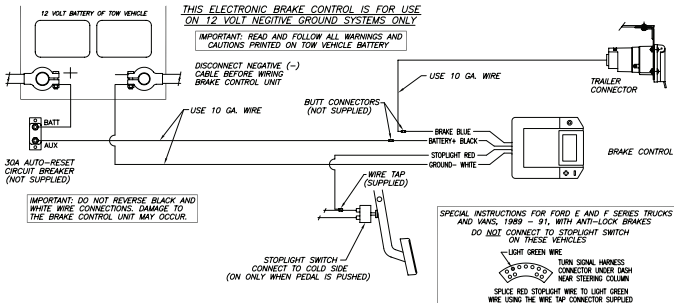 12 VOLT BATTERY OF TOW VEHICLE
THIS ELECTRONIC BRAKE CONTROL IS FOR USE
ON 12 VOLT NEGITIVE GROUND SYSTEMS ONLY
IMPORTANT: READ AND FOLLOW ALL WARNINGS AND
CAUTIONS PRINTED ON TOW VEHICLE BATTERY
DISCONNECT NEGATIVE (-)
CABLE BEFORE WIRING
BRAKE CONTROL UNIT
USE 10 GA. WIRE
TRAILER
CONNECTOR
BATT
AUX
USE 10 GA. WIRE
BUTT CONNECTORS
(NOT SUPPLIED)
BRAKE BLUE
BATTERY+ BLACK
STOPLIGHT RED
GROUND- WHITE
BRAKE CONTROL
30A AUTO-RESET
CIRCUIT BREAKER
(NOT SUPPLIED)
WIRE TAP
(SUPPLIED)
IMPORTANT: DO NOT REVERSE BLACK AND
WHITE WIRE CONNECTIONS. DAMAGE TO
THE BRAKE CONTROL UNIT MAY OCCUR.
STOPLIGHT SWITCH
CONNECT TO COLD SIDE
(ON ONLY WHEN PEDAL IS PUSHED)
SPECIAL INSTRUCTIONS FOR FORD E AND F SERIES TRUCKS
AND VANS, 1989 - 91, WITH ANTI-LOCK BRAKES
DO NOT CONNECT TO STOPLIGHT SWITCH
ON THESE VEHICLES
LIGHT GREEN WIRE
TURN SIGNAL HARNESS
CONNECTOR UNDER DASH
NEAR STEERING COLUMN
SPLICE RED STOPLIGHT WIRE TO LIGHT GREEN
WIRE USING THE WIRE TAP CONNECTOR SUPPLIED